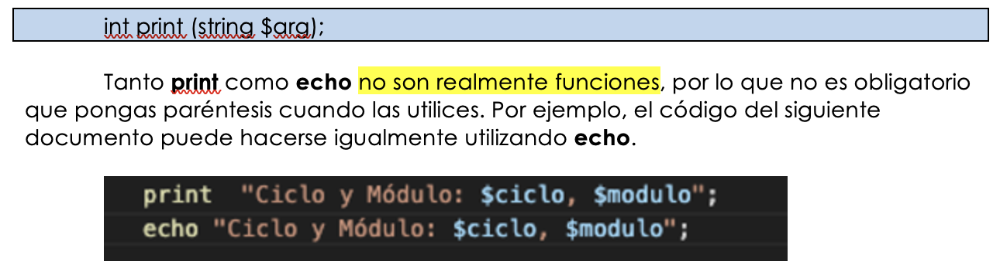 int print (string $arg);
Tanto print como echo no son realmente funciones, por lo que no es obligatorio
que pongas paréntesis cuando las utilices. Por ejemplo, el código del siguiente
documento puede hacerse igualmente utilizando echo.
print  "Ciclo y Módulo: $ciclo, $modulo";
echo "Ciclo y Módulo: $ciclo, $modulo";